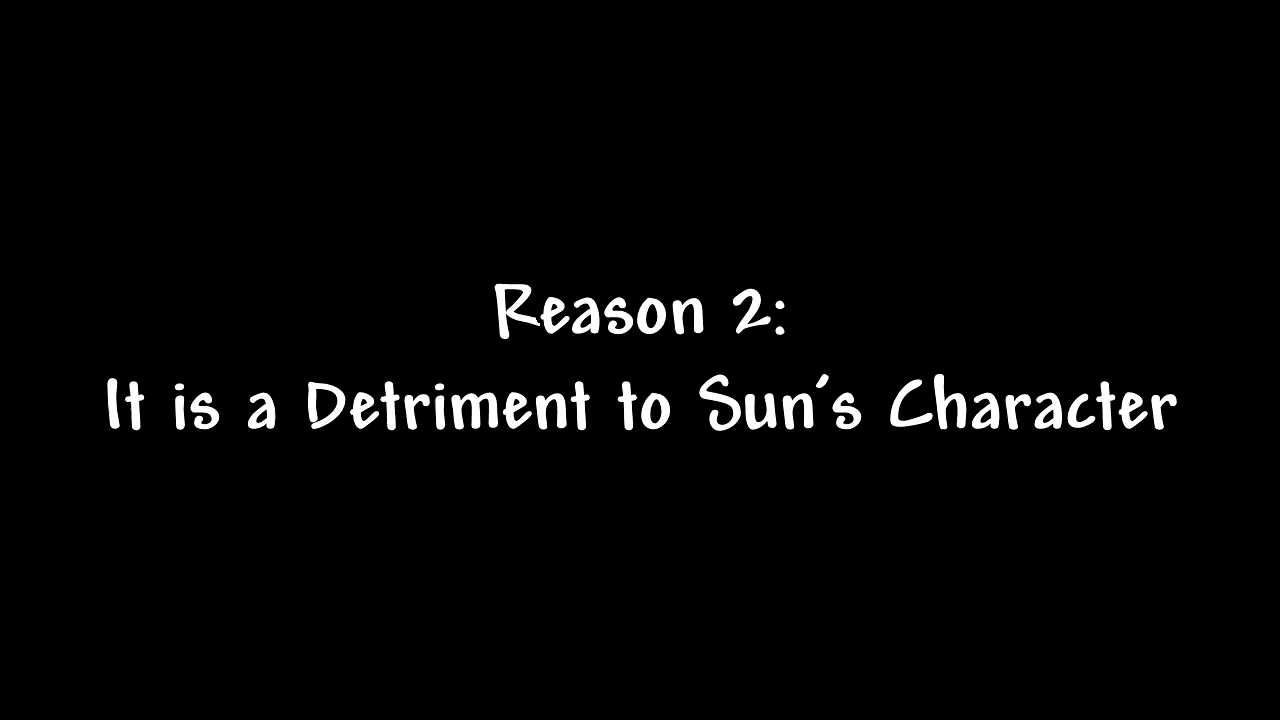 Reason 2:
It is a Detriment to Sun's Character